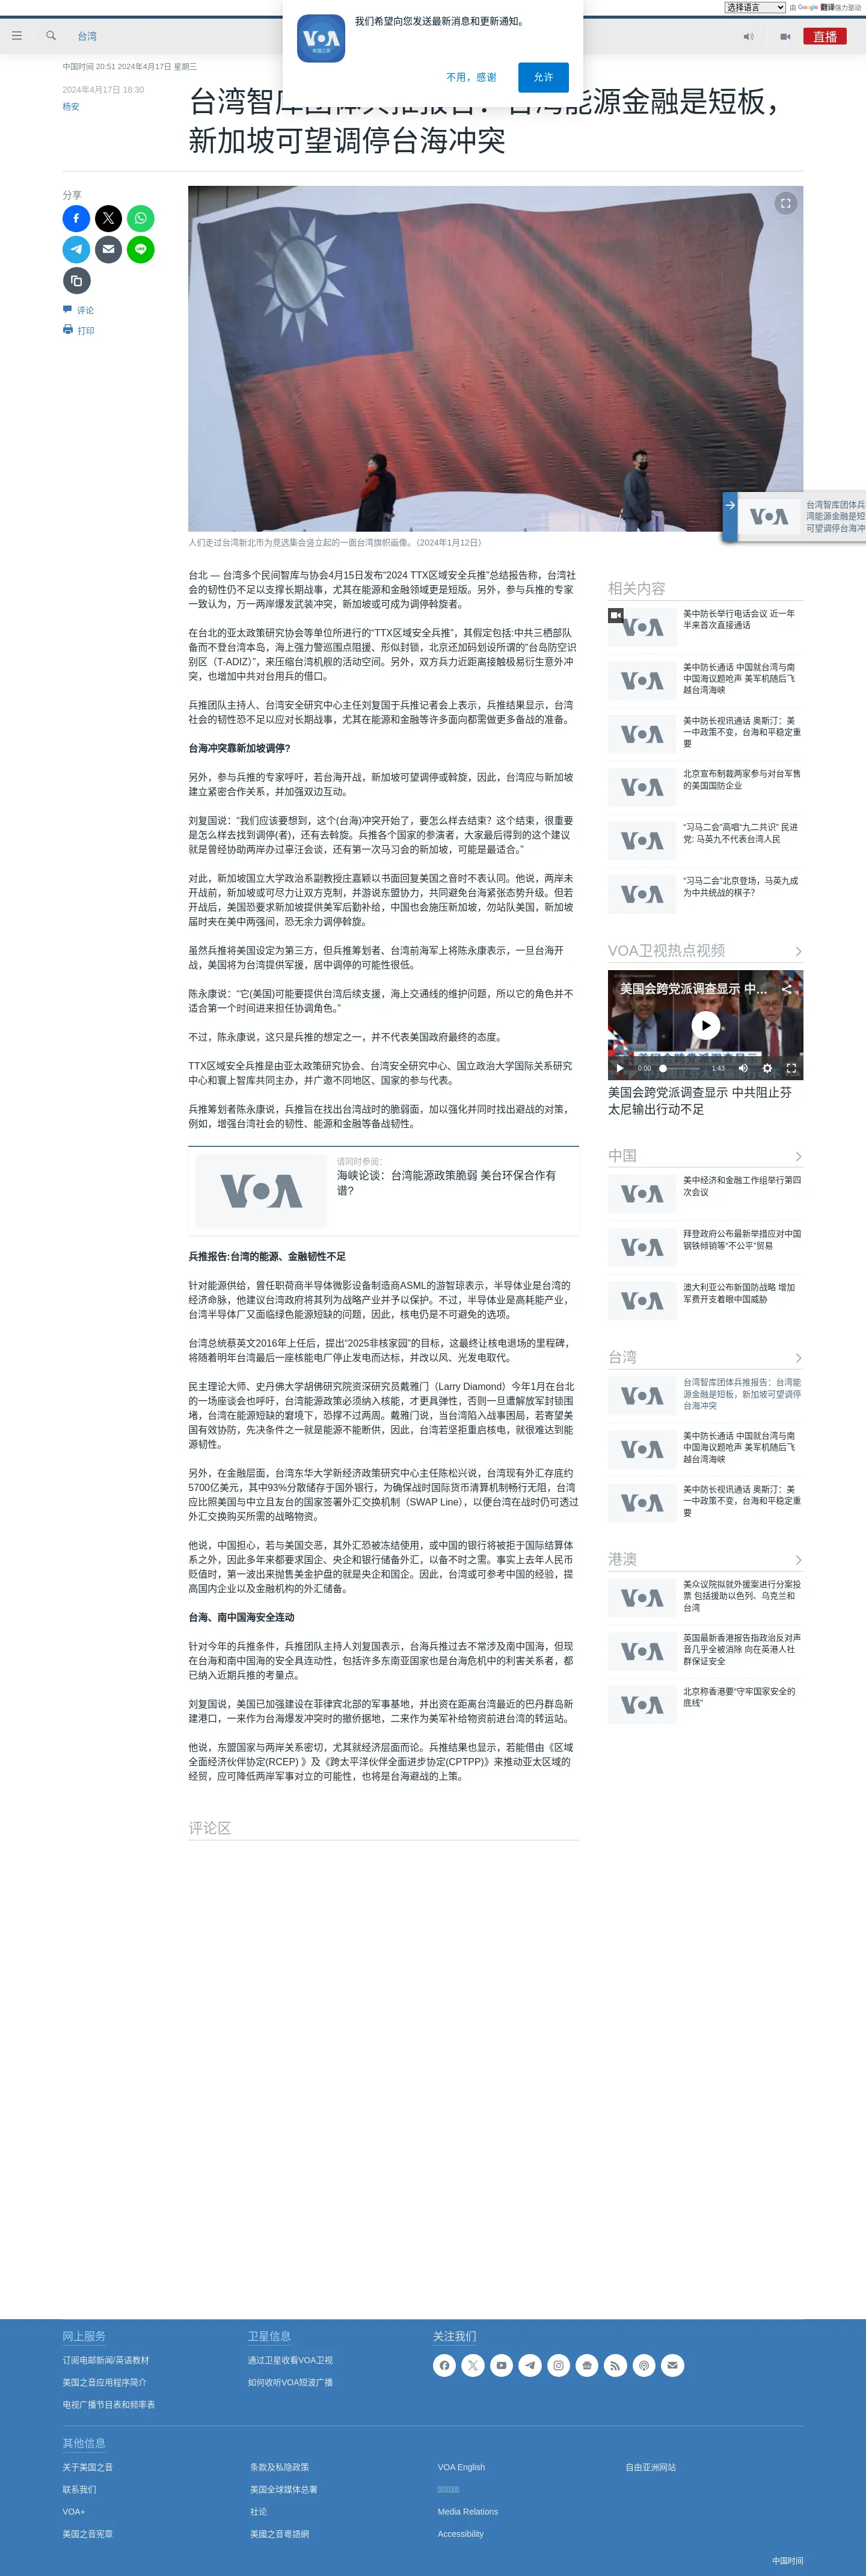 选择语言
由 Google 翻译强力驱动
台湾
直播
VOA
美国之音
我们希望向您发送最新消息和更新通知。
不用，感谢
允许
中国时间 20:51 2024年4月17日 星期三
2024年4月17日 18:30
杨安
新加坡可望调停台海冲突
分享
评论
打印
人们走过台湾新北市为竞选集会竖立起的一面台湾旗帜画像。（2024年1月12日）
VOA
台湾智库团体兵
湾能源金融是短
可望调停台海冲
台北 — 台湾多个民间智库与协会4月15日发布“2024 TTX区域安全兵推”总结报告称，台湾社
会的韧性仍不足以支撑长期战事，尤其在能源和金融领域更是短版。另外，参与兵推的专家
一致认为，万一两岸爆发武装冲突，新加坡或可成为调停斡旋者。
在台北的亚太政策研究协会等单位所进行的“TTX区域安全兵推”，其假定包括:中共三栖部队
备而不登台湾本岛，海上强力警巡围点阻援、形似封锁，北京还加码划设所谓的“台岛防空识
别区（T-ADIZ）”，来压缩台湾机舰的活动空间。另外，双方兵力近距离接触极易衍生意外冲
突，也增加中共对台用兵的借口。
兵推团队主持人、台湾安全研究中心主任刘复国于兵推记者会上表示，兵推结果显示，台湾
社会的韧性恐不足以应对长期战事，尤其在能源和金融等许多面向都需做更多备战的准备。
台海冲突靠新加坡调停?
另外，参与兵推的专家呼吁，若台海开战，新加坡可望调停或斡旋，因此，台湾应与新加坡
建立紧密合作关系，并加强双边互动。
刘复国说：“我们应该要想到，这个(台海)冲突开始了，要怎么样去结束？这个结束，很重要
是怎么样去找到调停(者)，还有去斡旋。兵推各个国家的参演者，大家最后得到的这个建议
就是曾经协助两岸办过辜汪会谈，还有第一次马习会的新加坡，可能是最适合。”
对此，新加坡国立大学政治系副教授庄嘉颖以书面回复美国之音时不表认同。他说，两岸未
开战前，新加坡或可尽力让双方克制，并游说东盟协力，共同避免台海紧张态势升级。但若
开战后，美国恐要求新加坡提供美军后勤补给，中国也会施压新加坡，勿站队美国，新加坡
届时夹在美中两强间，恐无余力调停斡旋。
虽然兵推将美国设定为第三方，但兵推筹划者、台湾前海军上将陈永康表示，一旦台海开
战，美国将为台湾提供军援，居中调停的可能性很低。
陈永康说：“它(美国)可能要提供台湾后续支援，海上交通线的维护问题，所以它的角色并不
适合第一个时间进来担任协调角色。”
不过，陈永康说，这只是兵推的想定之一，并不代表美国政府最终的态度。
TTX区域安全兵推是由亚太政策研究协会、台湾安全研究中心、国立政治大学国际关系研究
中心和寰上智库共同主办，并广邀不同地区、国家的参与代表。
兵推筹划者陈永康说，兵推旨在找出台湾战时的脆弱面，加以强化并同时找出避战的对策，
例如，增强台湾社会的韧性、能源和金融等备战韧性。
VOA
请同时参阅：
海峡论谈：台湾能源政策脆弱 美台环保合作有
谱?
兵推报告:台湾的能源、金融韧性不足
针对能源供给，曾任职荷商半导体微影设备制造商ASML的游智琼表示，半导体业是台湾的
经济命脉，他建议台湾政府将其列为战略产业并予以保护。不过，半导体业是高耗能产业，
台湾半导体厂又面临绿色能源短缺的问题，因此，核电仍是不可避免的选项。
台湾总统蔡英文2016年上任后，提出“2025非核家园”的目标，这最终让核电退场的里程碑，
将随着明年台湾最后一座核能电厂停止发电而达标，并改以风、光发电取代。
民主理论大师、史丹佛大学胡佛研究院资深研究员戴雅门（Larry Diamond）今年1月在台北
的一场座谈会也呼吁，台湾能源政策必须纳入核能，才更具弹性，否则一旦遭解放军封锁围
堵，台湾在能源短缺的窘境下，恐撑不过两周。戴雅门说，当台湾陷入战事困局，若寄望美
国有效协防，先决条件之一就是能源不能断供，因此，台湾若坚拒重启核电，就很难达到能
源韧性。
另外，在金融层面，台湾东华大学新经济政策研究中心主任陈松兴说，台湾现有外汇存底约
5700亿美元，其中93%分散储存于国外银行，为确保战时国际货币清算机制畅行无阻，台湾
应比照美国与中立且友台的国家签署外汇交换机制（SWAP Line），以便台湾在战时仍可透过
外汇交换购买所需的战略物资。
他说，中国担心，若与美国交恶，其外汇恐被冻结使用，或中国的银行将被拒于国际结算体
系之外，因此多年来都要求国企、央企和银行储备外汇，以备不时之需。事实上去年人民币
贬值时，第一波出来抛售美金护盘的就是央企和国企。因此，台湾或可参考中国的经验，提
高国内企业以及金融机构的外汇储备。
台海、南中国海安全连动
针对今年的兵推条件，兵推团队主持人刘复国表示，台海兵推过去不常涉及南中国海，但现
在台海和南中国海的安全具连动性，包括许多东南亚国家也是台海危机中的利害关系者，都
已纳入近期兵推的考量点。
刘复国说，美国已加强建设在菲律宾北部的军事基地，并出资在距离台湾最近的巴丹群岛新
建港口，一来作为台海爆发冲突时的撤侨据地，二来作为美军补给物资前进台湾的转运站。
他说，东盟国家与两岸关系密切，尤其就经济层面而论。兵推结果也显示，若能借由《区域
全面经济伙伴协定(RCEP) 》及《跨太平洋伙伴全面进步协定(CPTPP)》来推动亚太区域的
经贸，应可降低两岸军事对立的可能性，也将是台海避战的上策。
评论区
相关内容
美中防长举行电话会议 近一年
半来首次直接通话
美中防长通话 中国就台湾与南
中国海议题呛声 美军机随后飞
越台湾海峡
美中防长视讯通话 奥斯汀：美
一中政策不变，台海和平稳定重
要
北京宣布制裁两家参与对台军售
的美国国防企业
“习马二会”高唱“九二共识” 民进
党: 马英九不代表台湾人民
“习马二会”北京登场，马英九成
为中共统战的棋子？
VOA卫视热点视频
美国会跨党派调查显示 中…
0:00
1:43
美国会跨党派调查显示 中共阻止芬
太尼输出行动不足
中国
美中经济和金融工作组举行第四
次会议
拜登政府公布最新举措应对中国
钢铁倾销等“不公平”贸易
澳大利亚公布新国防战略 增加
军费开支着眼中国威胁
台湾
台湾智库团体兵推报告：台湾能
源金融是短板，新加坡可望调停
台海冲突
美中防长通话 中国就台湾与南
中国海议题呛声 美军机随后飞
越台湾海峡
美中防长视讯通话 奥斯汀：美
一中政策不变，台海和平稳定重
要
港澳
美众议院拟就外援案进行分案投
票 包括援助以色列、乌克兰和
台湾
英国最新香港报告指政治反对声
音几乎全被消除 向在英港人社
群保证安全
北京称香港要“守牢国家安全的
底线”
网上服务
订阅电邮新闻/英语教材
美国之音应用程序简介
电视广播节目表和频率表
卫星信息
通过卫星收看VOA卫视
如何收听VOA短波广播
关注我们
其他信息
关于美国之音
联系我们
VOA+
美国之音宪章
条款及私隐政策
美国全球媒体总署
社论
美國之音粵語網
VOA English
Media Relations
Accessibility
自由亚洲网站
中国时间